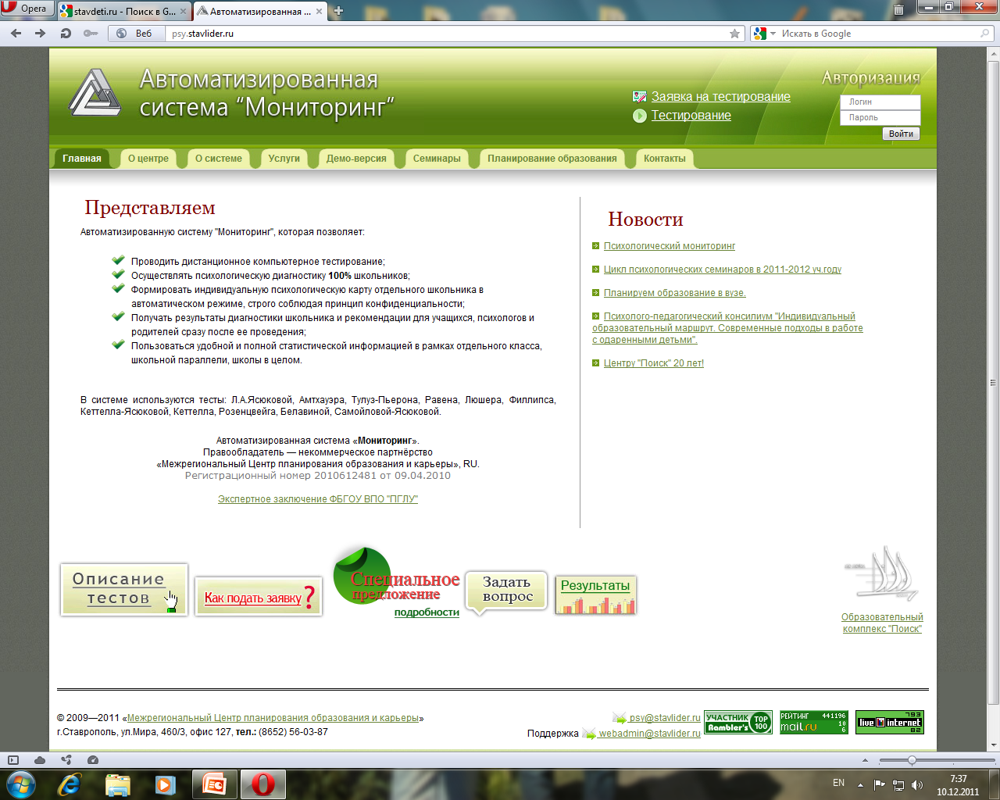 Opera
stavdeti.ru - Поиск в G...
Автоматизированная ...
Веб
psy.stavlider.ru
Искать в Google
Автоматизированная
система “Мониторинг”
Заявка на тестирование
Тестирование
Авторизация
Логин
Пароль
Войти
Главная
О центре
О системе
Услуги
Демо-версия
Семинары
Планирование образования
Контакты
Представляем
Автоматизированную систему "Мониторинг", которая позволяет:
Проводить дистанционное компьютерное тестирование;
Осуществлять психологическую диагностику 100% школьников;
Формировать индивидуальную психологическую карту отдельного школьника в
автоматическом режиме, строго соблюдая принцип конфиденциальности;
Получать результаты диагностики школьника и рекомендации для учащихся, психологов и
родителей сразу после ее проведения;
Пользоваться удобной и полной статистической информацией в рамках отдельного класса,
школьной параллели, школы в целом.
В системе используются тесты: Л.А.Ясюковой, Амтхауэра, Тулуз-Пьерона, Равена, Люшера, Филлипса,
Кеттелла-Ясюковой, Кеттелла, Розенцвейга, Белавиной, Самойловой-Ясюковой.
Автоматизированная система «Мониторинг».
Правообладатель — некоммерческое партнёрство
«Межрегиональный Центр планирования образования и карьеры», RU.
Регистрационный номер 2010612481 от 09.04.2010
Экспертное заключение ФБГОУ ВПО "ПГЛУ"
Новости
Психологический мониторинг
Цикл психологических семинаров в 2011-2012 уч.году
Планируем образование в вузе.
Психолого-педагогический консилиум "Индивидуальный
образовательный маршрут. Современные подходы в работе
с одаренными детьми".
Центру "Поиск" 20 лет!
Описание
тестов
Как подать заявку?
Специальное
предложение
подробности
Задать
вопрос
Результаты
Образовательный
комплекс "Поиск"
© 2009—2011 «Межрегиональный Центр планирования образования и карьеры»
г.Ставрополь, ул.Мира, 460/3, офис 127, тел.: (8652) 56-03-87
psy@stavlider.ru
Поддержка webadmin@stavlider.ru
УЧАСТНИК
Rambler's
TOP
100
РЕЙТИНГ 441196
10
mail.ru 6
793
live internet
82
EN
7:37
10.12.2011